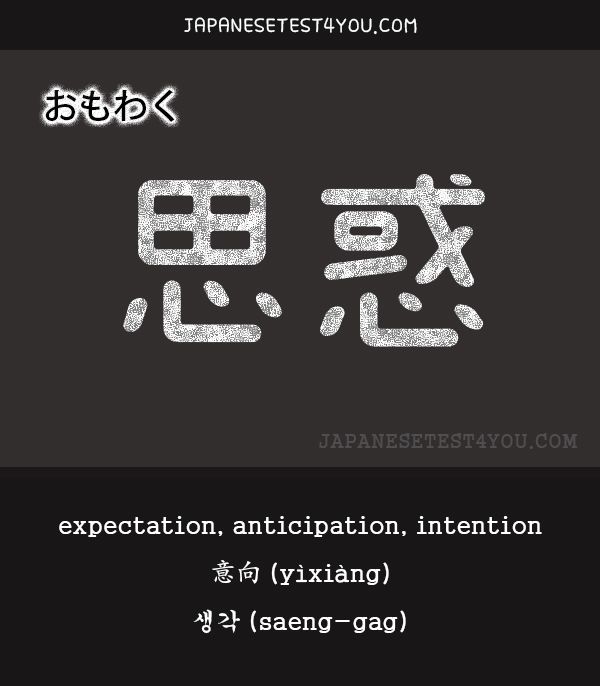 JAPANESETEST4YOU.COM
おもわく
思惑
JAPANESETEST4YOU.COM
expectation, anticipation, intention
意向 (yìxiàng)
생각 (saeng-gag)